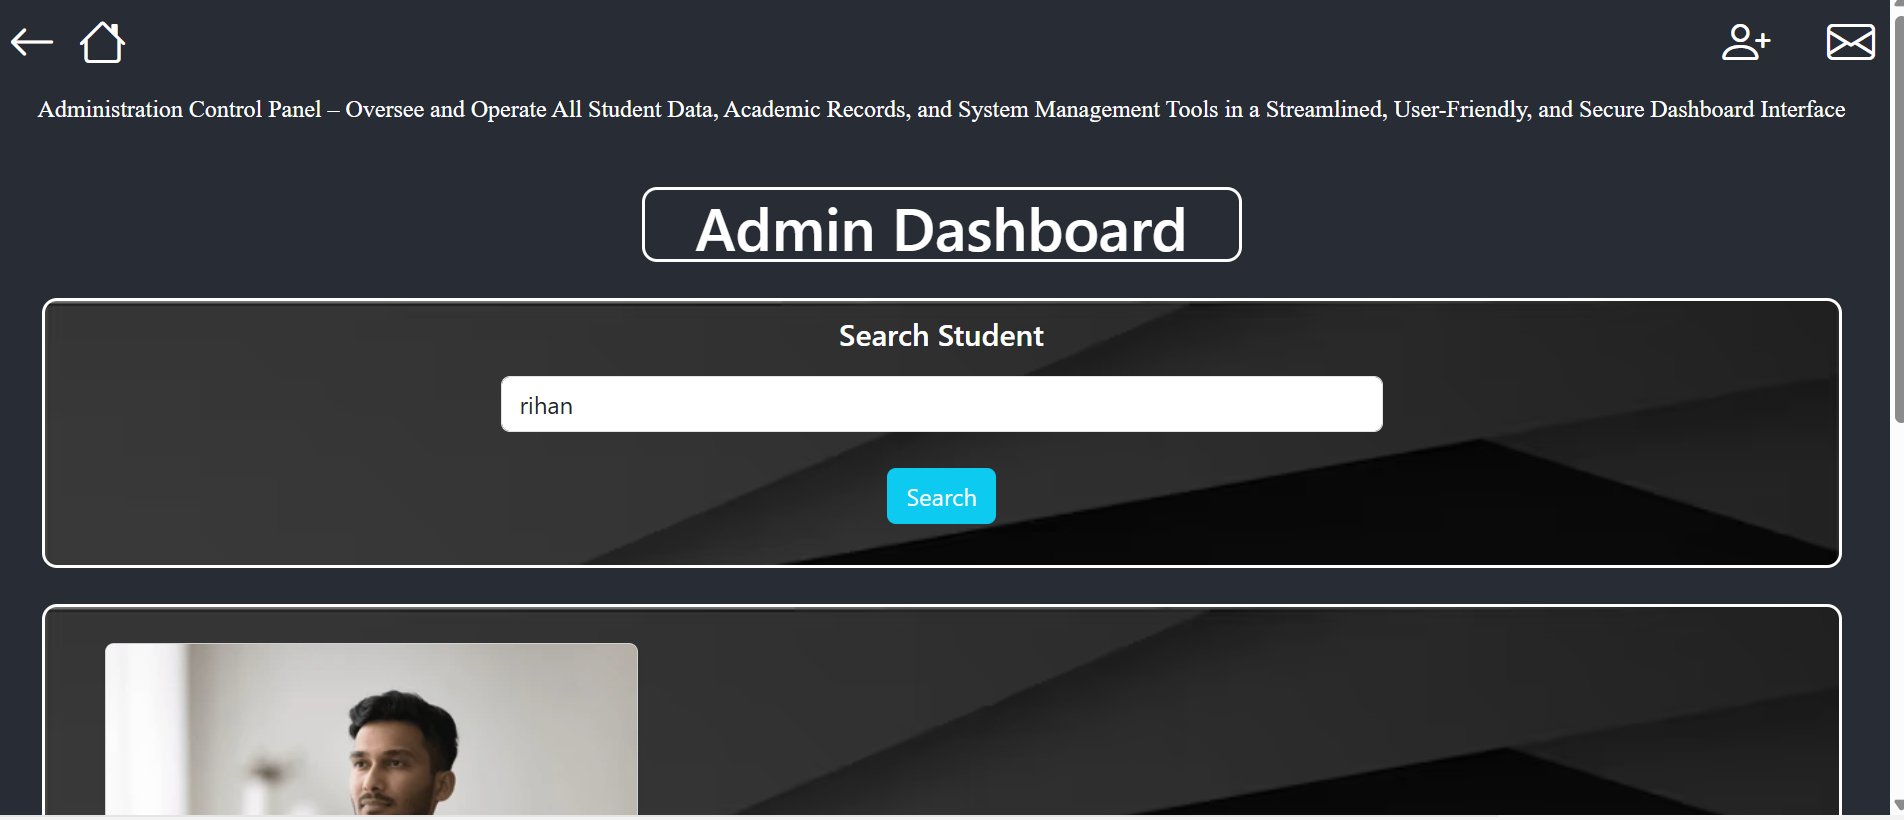 Administration Control Panel – Oversee and Operate All Student Data, Academic Records, and System Management Tools in a Streamlined, User-Friendly, and Secure Dashboard Interface
Admin Dashboard
Search Student
rihan
Search